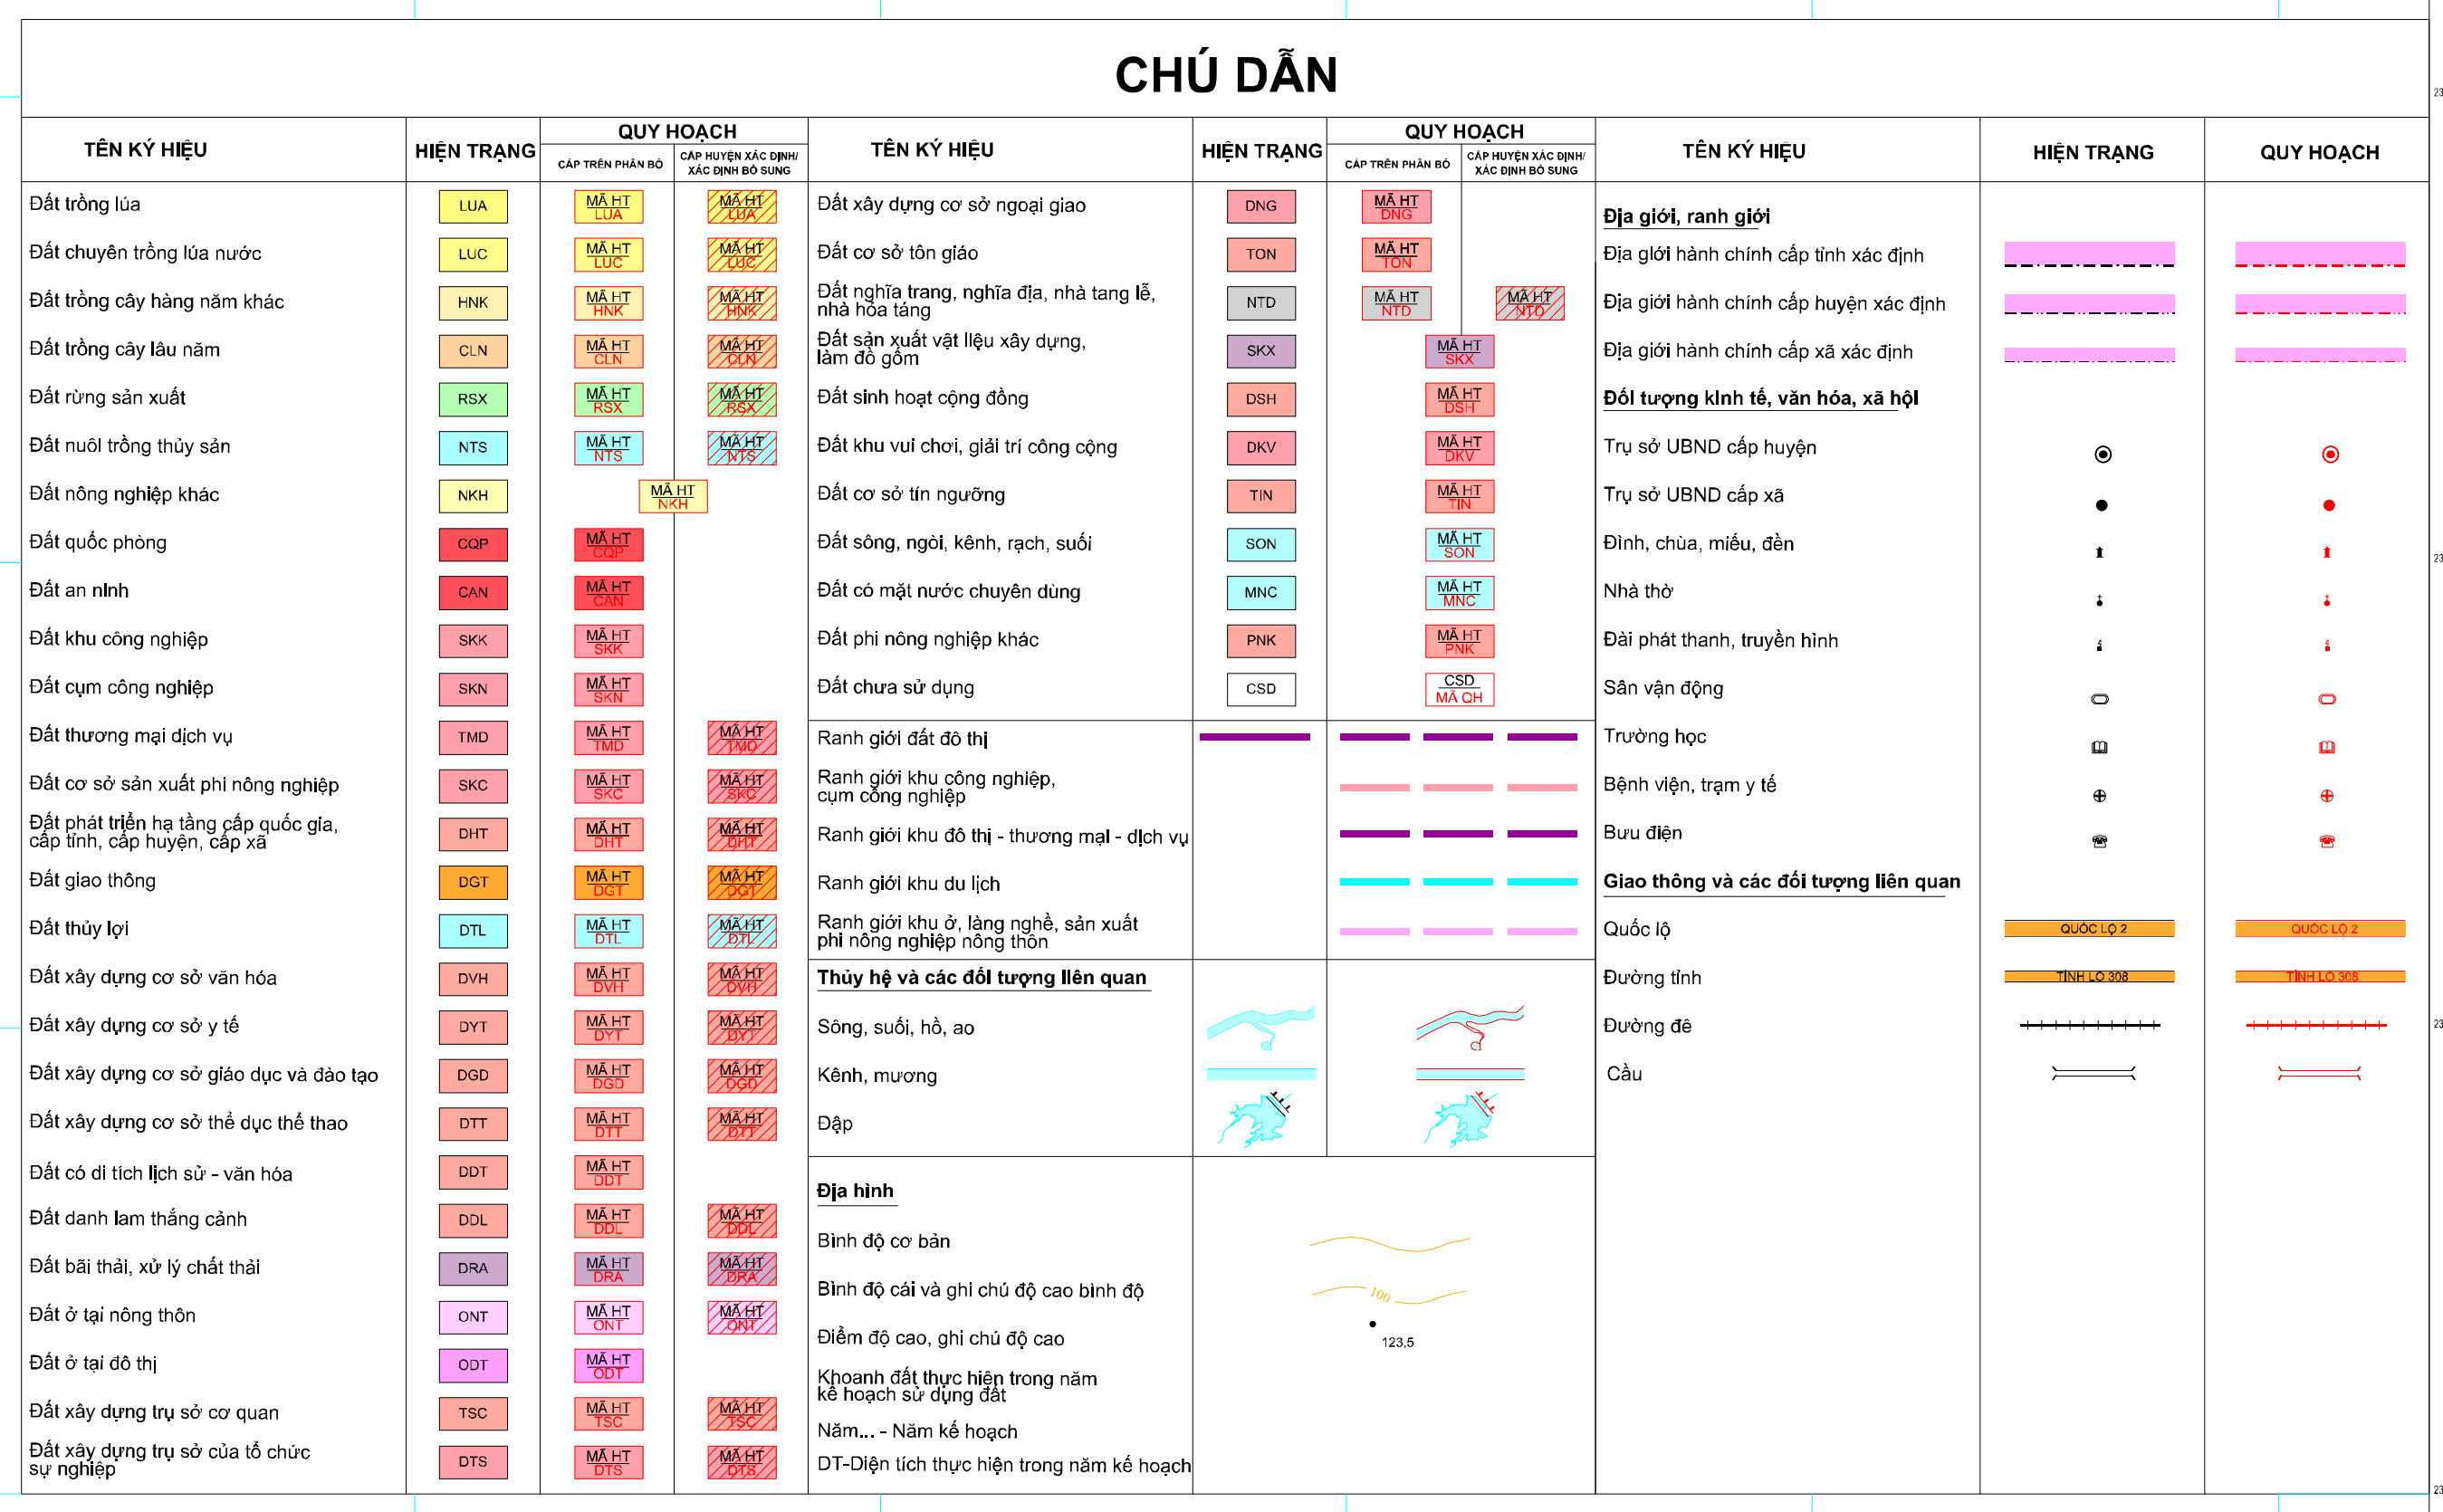 CHÚ DẪN
TÊN KÝ HIỆU
HIỆN TRẠNG
QUY HOẠCH
CẤP TRÊN PHÂN BỔ
CẤP HUYỆN XÁC ĐỊNH/
XÁC ĐỊNH BỔ SUNG
Đất trồng lúa LUA MÃ HT LUA MÃ HT LUA
Đất chuyên trồng lúa nước LUC MÃ HT LUC MÃ HT LUC
Đất trồng cây hàng năm khác HNK MÃ HT HNK MÃ HT HNK
Đất trồng cây lâu năm CLN MÃ HT CLN MÃ HT CLN
Đất rừng sản xuất RSX MÃ HT RSX MÃ HT RSX
Đất nuôi trồng thủy sản NTS MÃ HT NTS MÃ HT NTS
Đất nông nghiệp khác NKH MÃ HT NKH
Đất quốc phòng CQP MÃ HT CQP
Đất an ninh CAN MÃ HT CAN
Đất khu công nghiệp SKK MÃ HT SKK
Đất cụm công nghiệp SKN MÃ HT SKN
Đất thương mại dịch vụ TMD MÃ HT TMD MÃ HT TMD
Đất cơ sở sản xuất phi nông nghiệp SKC MÃ HT SKC MÃ HT SKC
Đất phát triển hạ tầng cấp quốc gia,
cấp tỉnh, cấp huyện, cấp xã DHT MÃ HT DHT MÃ HT DHT
Đất giao thông DGT MÃ HT DGT MÃ HT DGT
Đất thủy lợi DTL MÃ HT DTL MÃ HT DTL
Đất xây dựng cơ sở văn hóa DVH MÃ HT DVH MÃ HT DVH
Đất xây dựng cơ sở y tế DYT MÃ HT DYT MÃ HT DYT
Đất xây dựng cơ sở giáo dục và đào tạo DGD MÃ HT DGD MÃ HT DGD
Đất xây dựng cơ sở thể dục thể thao DTT MÃ HT DTT MÃ HT DTT
Đất có di tích lịch sử - văn hóa DDT MÃ HT DDT
Đất danh lam thắng cảnh DDL MÃ HT DDL MÃ HT DDL
Đất bãi thải, xử lý chất thải DRA MÃ HT DRA MÃ HT DRA
Đất ở tại nông thôn ONT MÃ HT ONT MÃ HT ONT
Đất ở tại đô thị ODT MÃ HT ODT
Đất xây dựng trụ sở cơ quan TSC MÃ HT TSC MÃ HT TSC
Đất xây dựng trụ sở của tổ chức
sự nghiệp DTS MÃ HT DTS MÃ HT DTS
TÊN KÝ HIỆU
HIỆN TRẠNG
QUY HOẠCH
CẤP TRÊN PHÂN BỔ
CẤP HUYỆN XÁC ĐỊNH/
XÁC ĐỊNH BỔ SUNG
Đất xây dựng cơ sở ngoại giao DNG MÃ HT DNG
Đất cơ sở tôn giáo TON MÃ HT TON
Đất nghĩa trang, nghĩa địa, nhà tang lễ,
nhà hỏa táng NTD MÃ HT NTD MÃ HT NTD
Đất sản xuất vật liệu xây dựng,
làm đồ gốm SKX MÃ HT SKX
Đất sinh hoạt cộng đồng DSH MÃ HT DSH
Đất khu vui chơi, giải trí công cộng DKV MÃ HT DKV
Đất cơ sở tín ngưỡng TIN MÃ HT TIN
Đất sông, ngòi, kênh, rạch, suối SON MÃ HT SON
Đất có mặt nước chuyên dùng MNC MÃ HT MNC
Đất phi nông nghiệp khác PNK MÃ HT PNK
Đất chưa sử dụng CSD CSD MÃ QH
Ranh giới đất đô thị
Ranh giới khu công nghiệp,
cụm công nghiệp
Ranh giới khu đô thị - thương mại - dịch vụ
Ranh giới khu du lịch
Ranh giới khu ở, làng nghề, sản xuất
phi nông nghiệp nông thôn
Thủy hệ và các đối tượng liên quan
Sông, suối, hồ, ao
Kênh, mương
Đập
Địa hình
Bình độ cơ bản
Bình độ cái và ghi chú độ cao bình độ 100
Điểm độ cao, ghi chú độ cao 123,5
Khoanh đất thực hiện trong năm
kế hoạch sử dụng đất
Năm... - Năm kế hoạch
DT-Diện tích thực hiện trong năm kế hoạch
TÊN KÝ HIỆU
HIỆN TRẠNG
QUY HOẠCH
Địa giới, ranh giới
Địa giới hành chính cấp tỉnh xác định
Địa giới hành chính cấp huyện xác định
Địa giới hành chính cấp xã xác định
Đối tượng kinh tế, văn hóa, xã hội
Trụ sở UBND cấp huyện
Trụ sở UBND cấp xã
Đình, chùa, miếu, đền
Nhà thờ
Đài phát thanh, truyền hình
Sân vận động
Trường học
Bệnh viện, trạm y tế
Bưu điện
Giao thông và các đối tượng liên quan
Quốc lộ QUỐC LỘ 2 QUỐC LỘ 2
Đường tỉnh TỈNH LỘ 308 TỈNH LỘ 308
Đường đê
Cầu
23
23
23
23